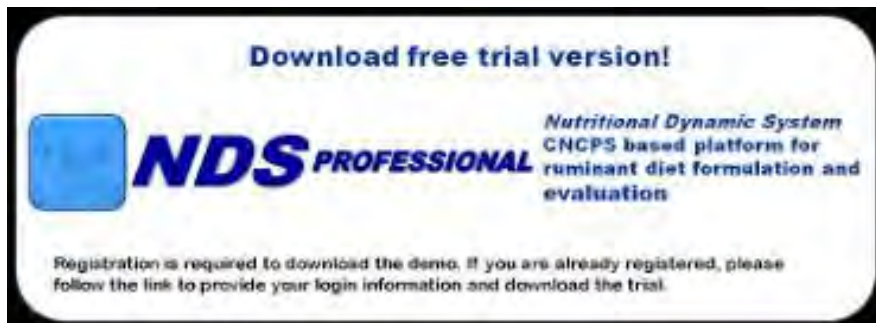 Download free trial version!
NDS PROFESSIONAL
Nutritional Dynamic System
CNCPS based platform for
ruminant diet formulation and
evaluation
Registration is required to download the demo. If you are already registered, please
follow the link to provide your login information and download the trial.